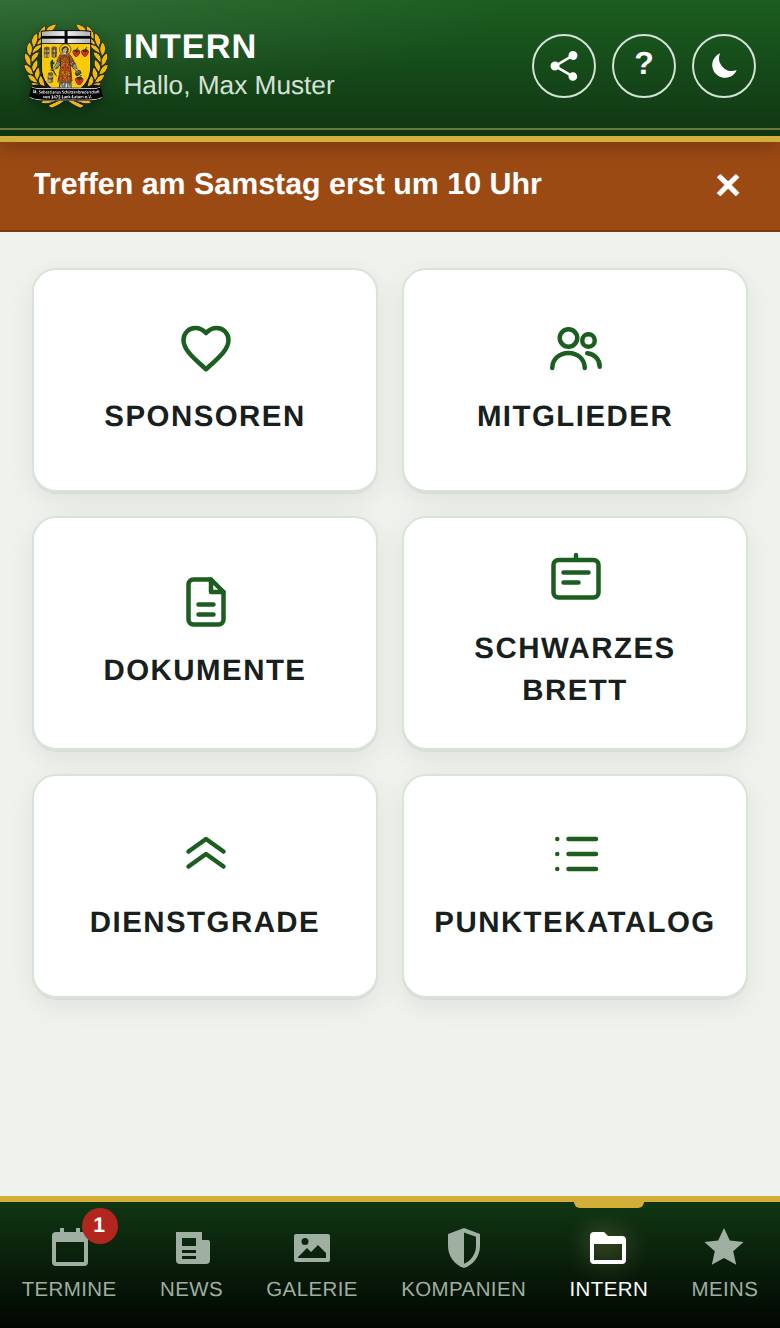 INTERN
Hallo, Max Muster
?
Treffen am Samstag erst um 10 Uhr
SPONSOREN
MITGLIEDER
DOKUMENTE
SCHWARZES
BRETT
DIENSTGRADE
PUNKTEKATALOG
1
TERMINE
NEWS
GALERIE
KOMPANIEN
INTERN
MEINS